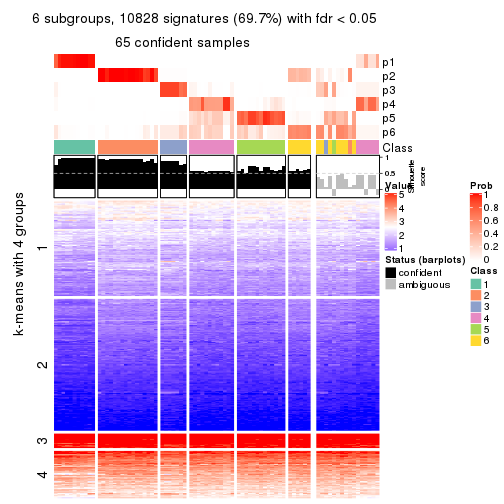 6 subgroups, 10828 signatures (69.7%) with fdr < 0.05
65 confident samples
p1
p2
p3
p4
p5
p6
Class
1
0.5
0
Silhouette
score
k-means with 4 groups
1
2
3
4
Value
5
4
3
2
1
Status (barplots)
confident
ambiguous
Prob
1
0.8
0.6
0.4
0.2
0
Class
1
2
3
4
5
6